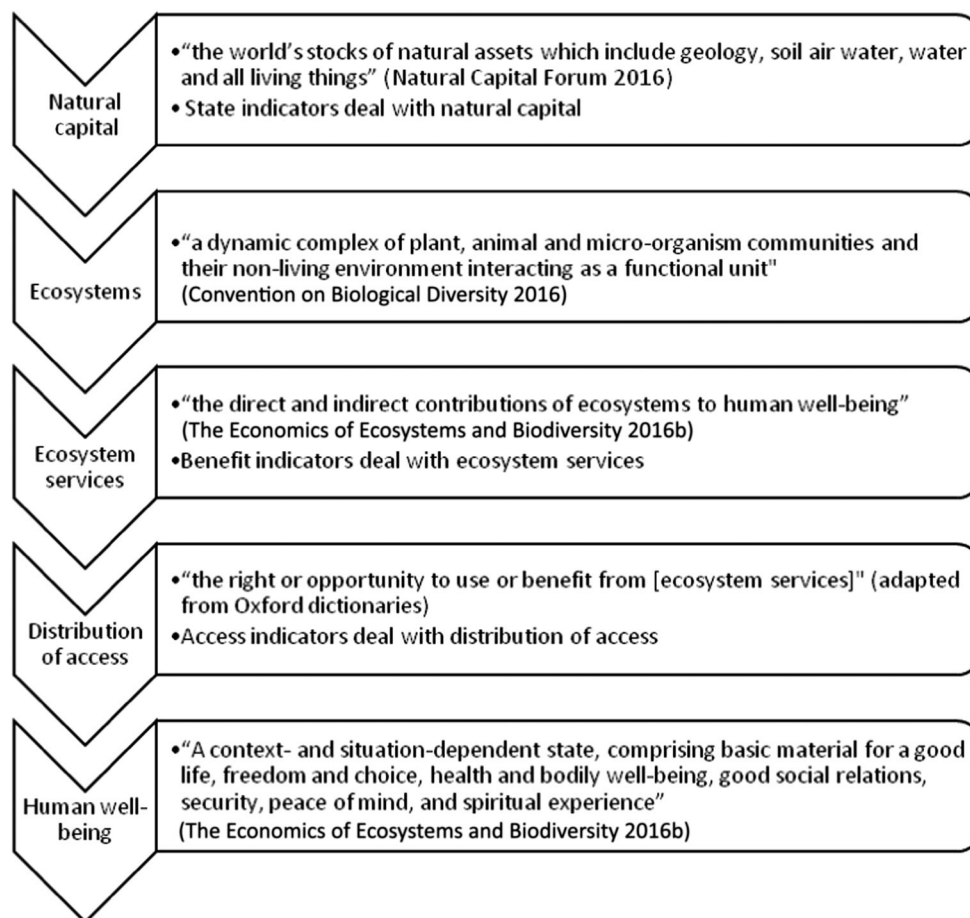 Natural
capital
•“the world’s stocks of natural assets which include geology, soil air water, water
and all living things” (Natural Capital Forum 2016)
•State indicators deal with natural capital
Ecosystems
•“a dynamic complex of plant, animal and micro-organism communities and
their non-living environment interacting as a functional unit"
(Convention on Biological Diversity 2016)
Ecosystem
services
•“the direct and indirect contributions of ecosystems to human well-being”
(The Economics of Ecosystems and Biodiversity 2016b)
•Benefit indicators deal with ecosystem services
Distribution
of access
•“the right or opportunity to use or benefit from [ecosystem services]" (adapted
from Oxford dictionaries)
•Access indicators deal with distribution of access
Human well-
being
•“A context- and situation-dependent state, comprising basic material for a good
life, freedom and choice, health and bodily well-being, good social relations,
security, peace of mind, and spiritual experience”
(The Economics of Ecosystems and Biodiversity 2016b)